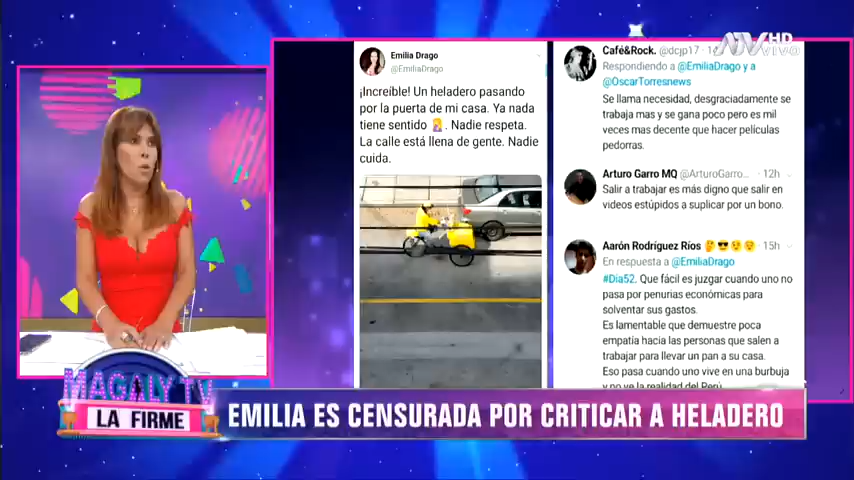 ATV HD
VIVO
Emilia Drago
@EmiliaDrago
¡Increíble! Un heladero pasando
por la puerta de mi casa. Ya nada
tiene sentido 🤦. Nadie respeta.
La calle está llena de gente. Nadie
cuida.
Café&Rock. @dcjp17
Respondiendo a @EmiliaDrago y a
@OscarTorresnews
Se llama necesidad, desgraciadamente se
trabaja mas y se gana poco pero es mil
veces mas decente que hacer películas
pedorras.
Arturo Garro MQ @ArturoGarro... · 12h
Salir a trabajar es más digno que salir en
videos estúpidos a suplicar por un bono.
Aarón Rodríguez Ríos 🤔😎😌😌 · 15h
En respuesta a @EmiliaDrago
#Dia52. Que fácil es juzgar cuando uno no
pasa por penurias económicas para
solventar sus gastos.
Es lamentable que demuestre poca
empatía hacia las personas que salen a
trabajar para llevar un pan a su casa.
Eso pasa cuando uno vive en una burbuja
y no ve la realidad del Perú.
MAGALY TV
LA FIRME
EMILIA ES CENSURADA POR CRITICAR A HELADERO